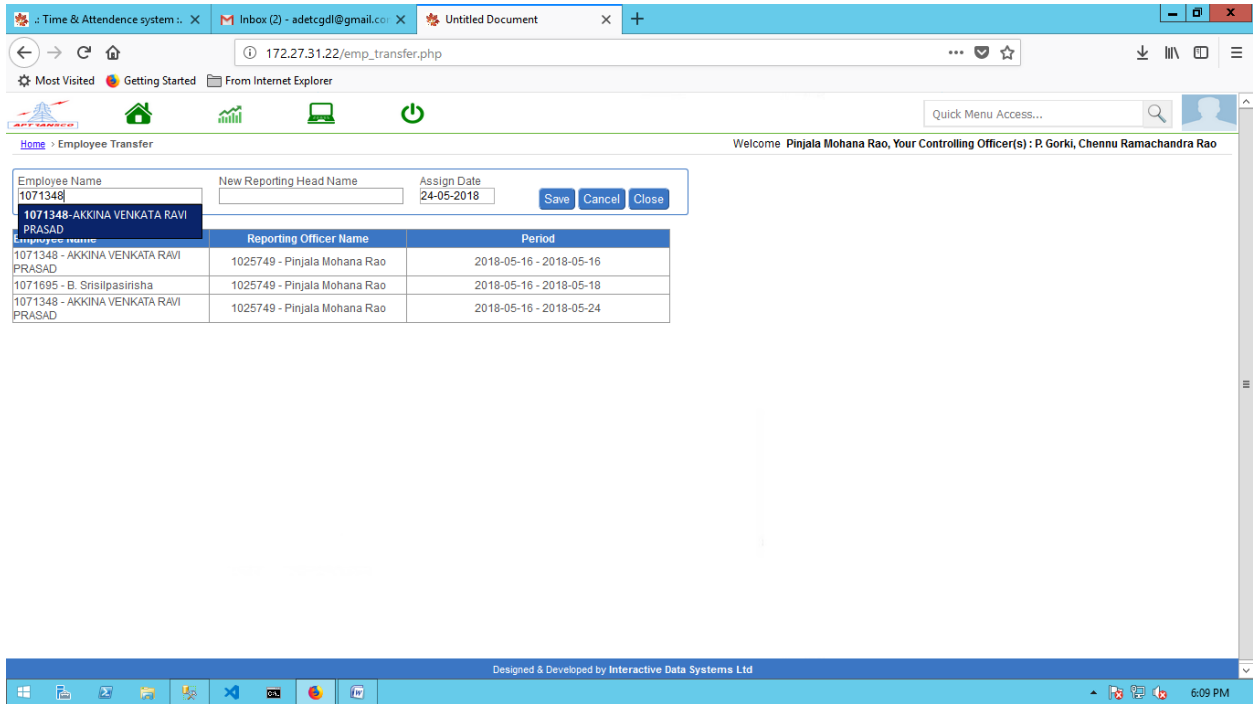 .: Time & Attendence system :. X
Inbox (2) - adetcgdl@gmail.cor X
Untitled Document X
172.27.31.22/emp_transfer.php
Most Visited Getting Started From Internet Explorer
APTRANSCO
Quick Menu Access...
Home > Employee Transfer
Welcome Pinjala Mohana Rao, Your Controlling Officer(s) : P. Gorki, Chennu Ramachandra Rao
Employee Name New Reporting Head Name Assign Date
1071348 24-05-2018 Save Cancel Close
1071348-AKKINA VENKATA RAVI
PRASAD
Employee Name Reporting Officer Name Period
1071348 - AKKINA VENKATA RAVI
PRASAD 1025749 - Pinjala Mohana Rao 2018-05-16 - 2018-05-16
1071695 - B. Srisilpasirisha 1025749 - Pinjala Mohana Rao 2018-05-16 - 2018-05-18
1071348 - AKKINA VENKATA RAVI
PRASAD 1025749 - Pinjala Mohana Rao 2018-05-16 - 2018-05-24
Designed & Developed by Interactive Data Systems Ltd
6:09 PM